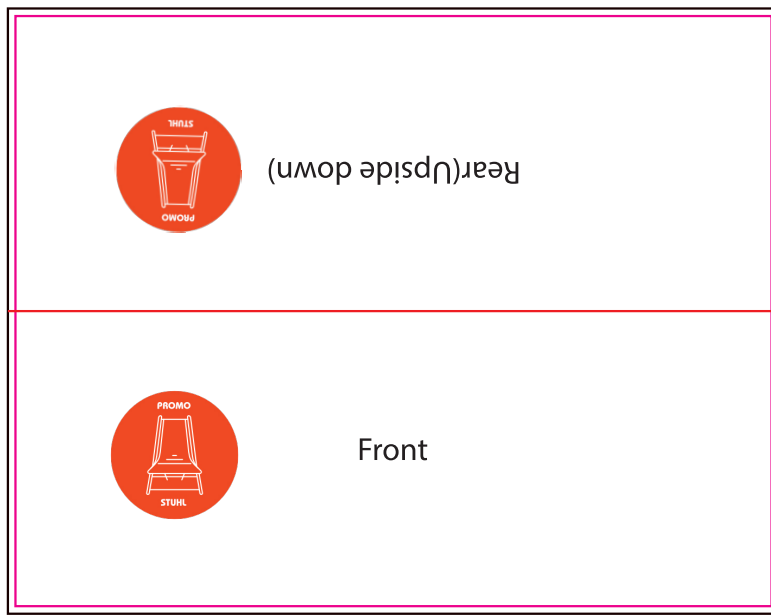 STUHL
Rear(Upside down)
PROMO
PROMO
Front
STUHL